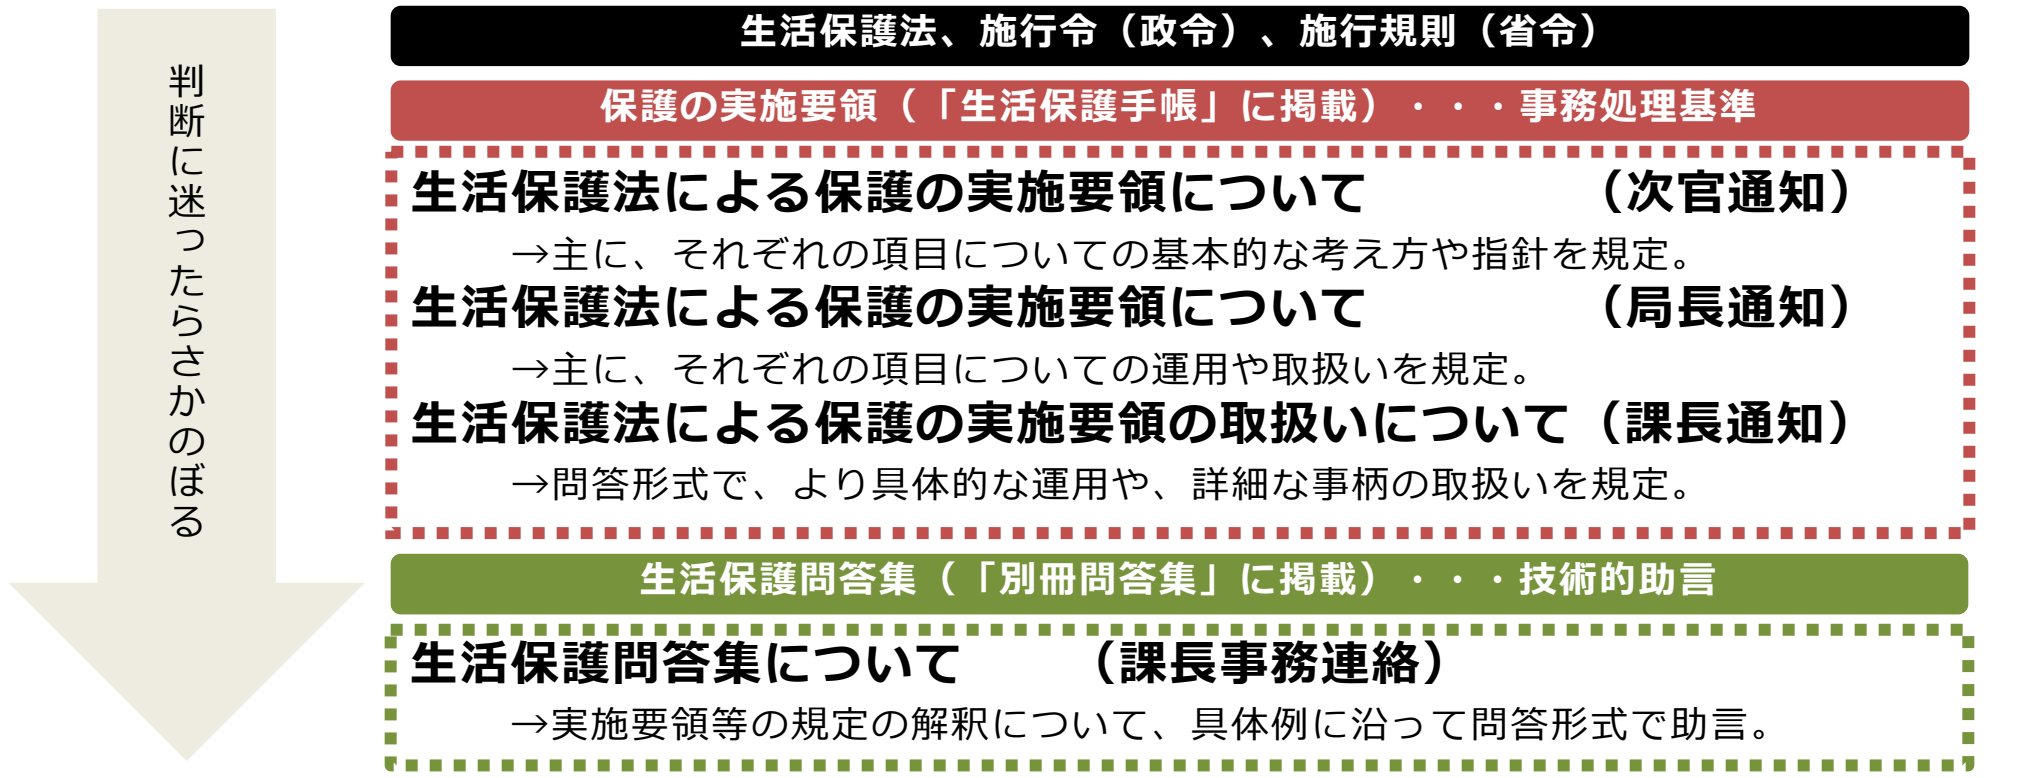 判断に迷ったらさかのぼる
生活保護法、施行令（政令）、施行規則（省令）
保護の実施要領（「生活保護手帳」に掲載）・・・事務処理基準
生活保護法による保護の実施要領について　　　　（次官通知）
→主に、それぞれの項目についての基本的な考え方や指針を規定。
生活保護法による保護の実施要領について　　　　（局長通知）
→主に、それぞれの項目についての運用や取扱いを規定。
生活保護法による保護の実施要領の取扱いについて（課長通知）
→問答形式で、より具体的な運用や、詳細な事柄の取扱いを規定。
生活保護問答集（「別冊問答集」に掲載）・・・技術的助言
生活保護問答集について　　（課長事務連絡）
→実施要領等の規定の解釈について、具体例に沿って問答形式で助言。